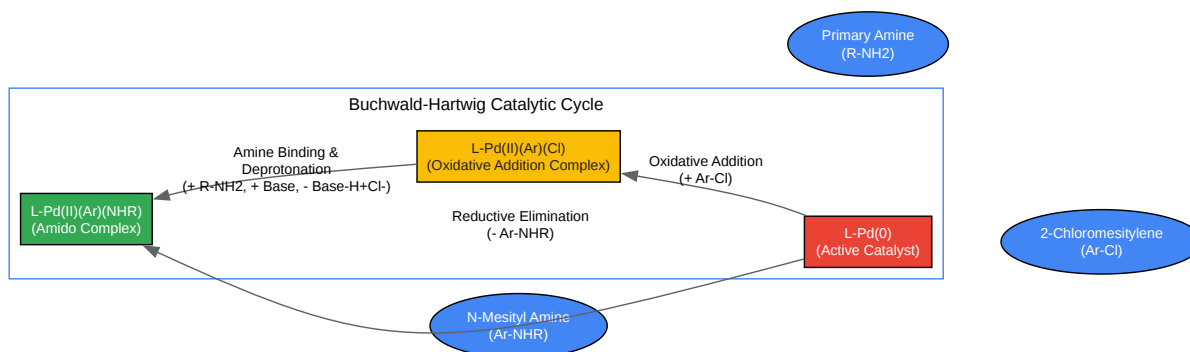 Primary Amine
(R-NH2)
Buchwald-Hartwig Catalytic Cycle
L-Pd(II)(Ar)(Cl)
(Oxidative Addition Complex)
Amine Binding &
Deprotonation
(+ R-NH2, + Base, - Base-H+Cl-)
Oxidative Addition
(+ Ar-Cl)
L-Pd(II)(Ar)(NHR)
(Amido Complex)
Reductive Elimination
(- Ar-NHR)
L-Pd(0)
(Active Catalyst)
2-Chloromesitylene
(Ar-Cl)
N-Mesityl Amine
(Ar-NHR)